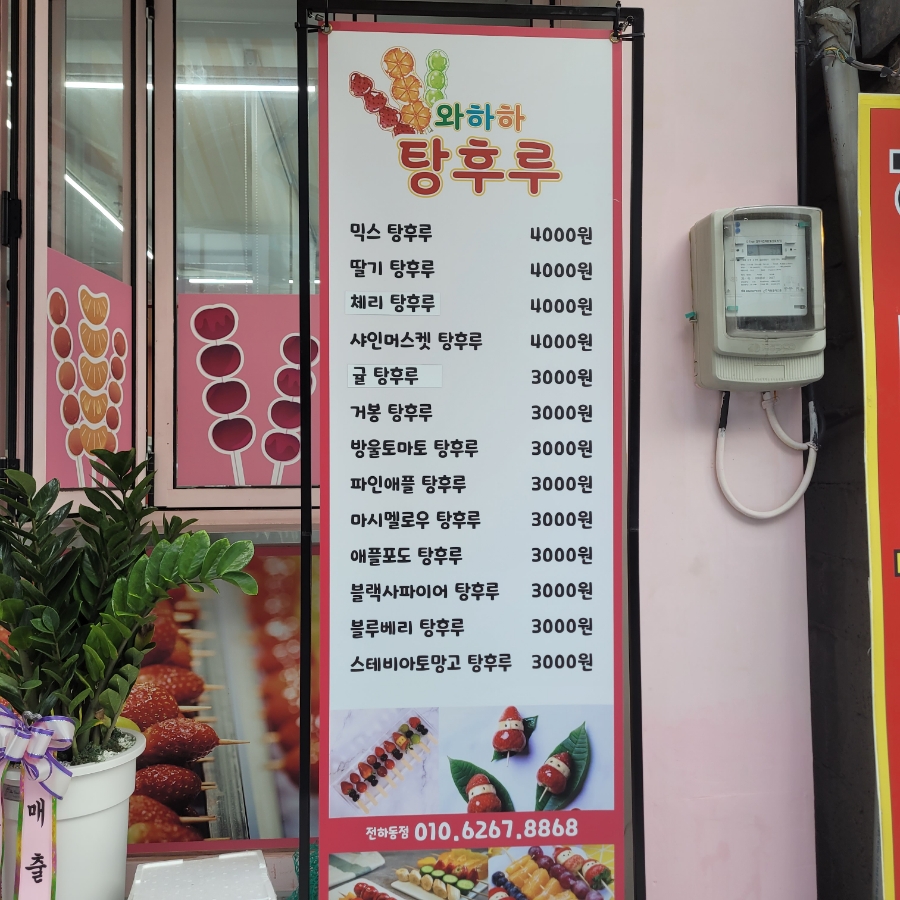 와하하
탕후루
믹스 탕후루 4000원
딸기 탕후루 4000원
체리 탕후루 4000원
샤인머스켓 탕후루 4000원
귤 탕후루 3000원
거봉 탕후루 3000원
방울토마토 탕후루 3000원
파인애플 탕후루 3000원
마시멜로우 탕후루 3000원
애플포도 탕후루 3000원
블랙사파이어 탕후루 3000원
블루베리 탕후루 3000원
스테비아토망고 탕후루 3000원
전하동점 010.6267.8868
매출